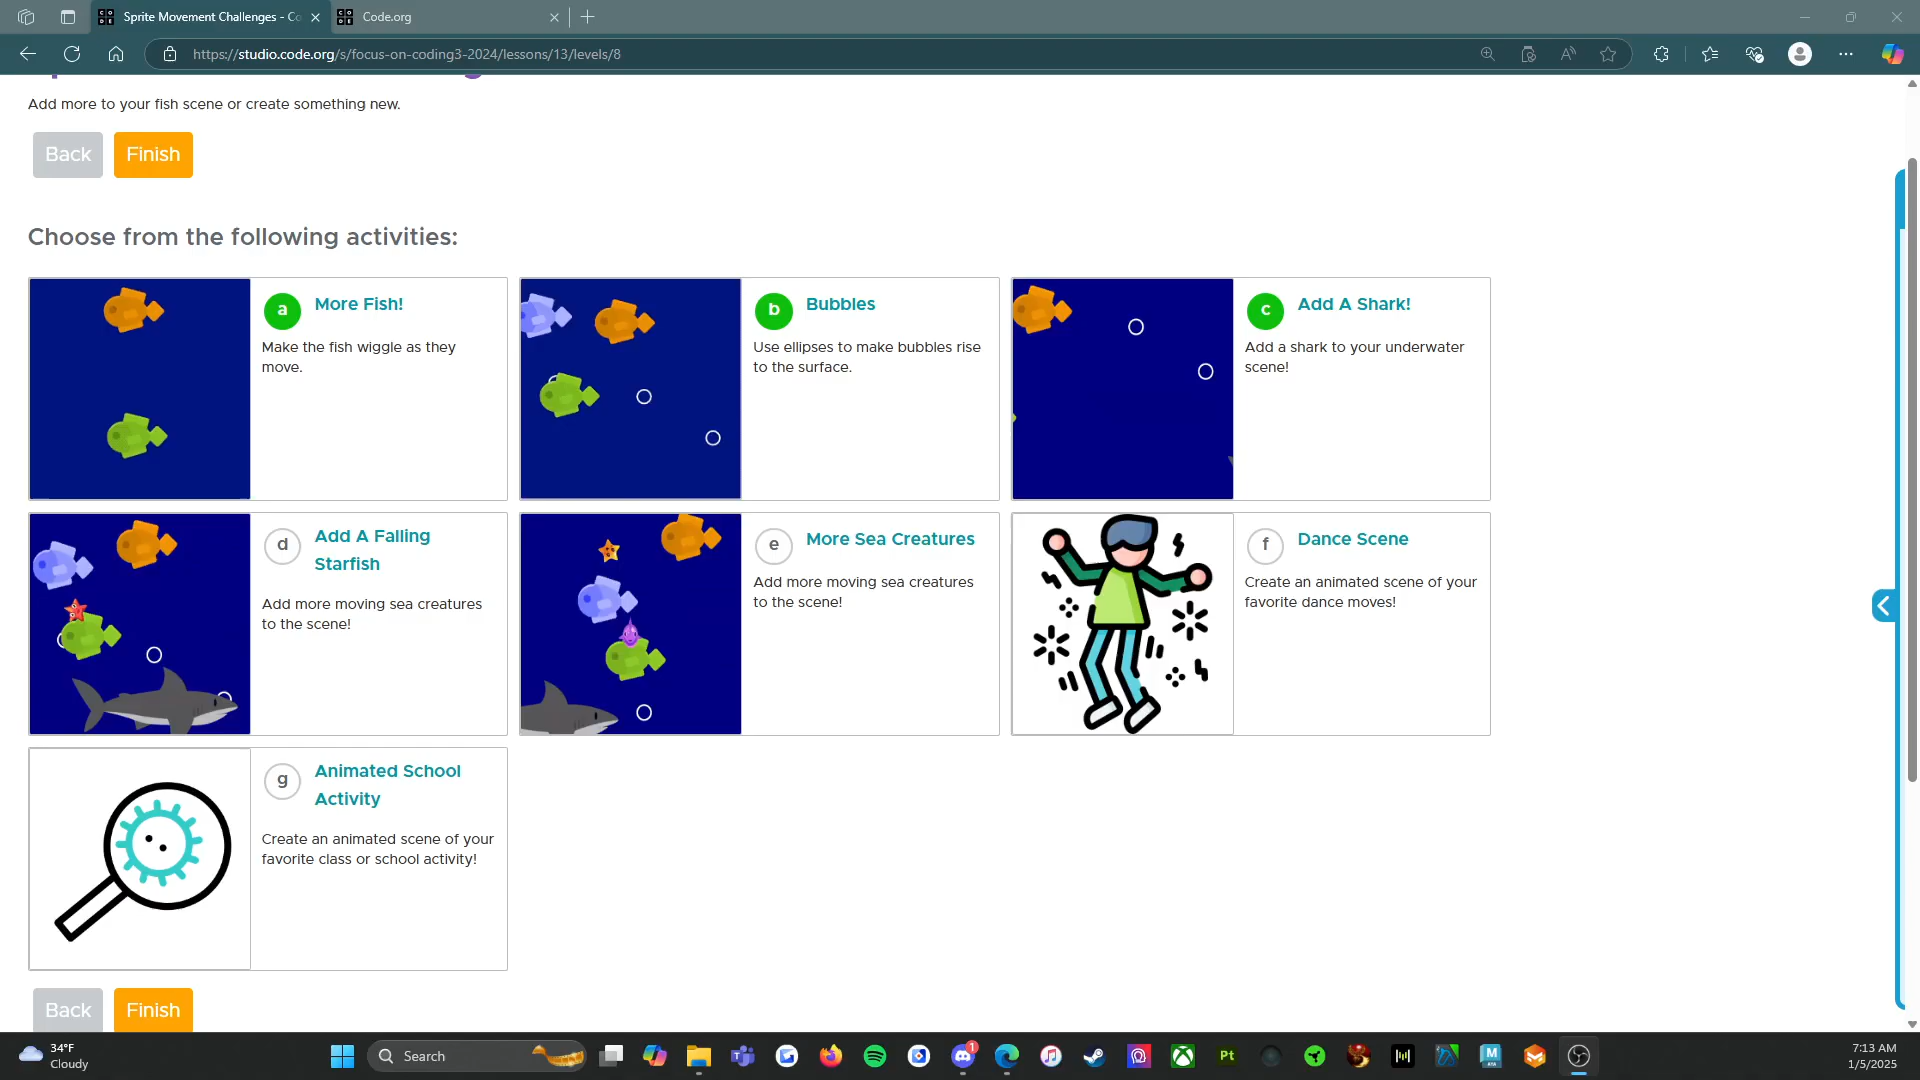 Sprite Movement Challenges - Co
Code.org
https://studio.code.org/s/focus-on-coding3-2024/lessons/13/levels/8
Add more to your fish scene or create something new.
Back
Finish
Choose from the following activities:
a
More Fish!
Make the fish wiggle as they
move.
b
Bubbles
Use ellipses to make bubbles rise
to the surface.
c
Add A Shark!
Add a shark to your underwater
scene!
d
Add A Falling
Starfish
Add more moving sea creatures
to the scene!
e
More Sea Creatures
Add more moving sea creatures
to the scene!
f
Dance Scene
Create an animated scene of your
favorite dance moves!
g
Animated School
Activity
Create an animated scene of your
favorite class or school activity!
Back
Finish
34°F
Cloudy
Search
1
Pt
M
7:13 AM
1/5/2025